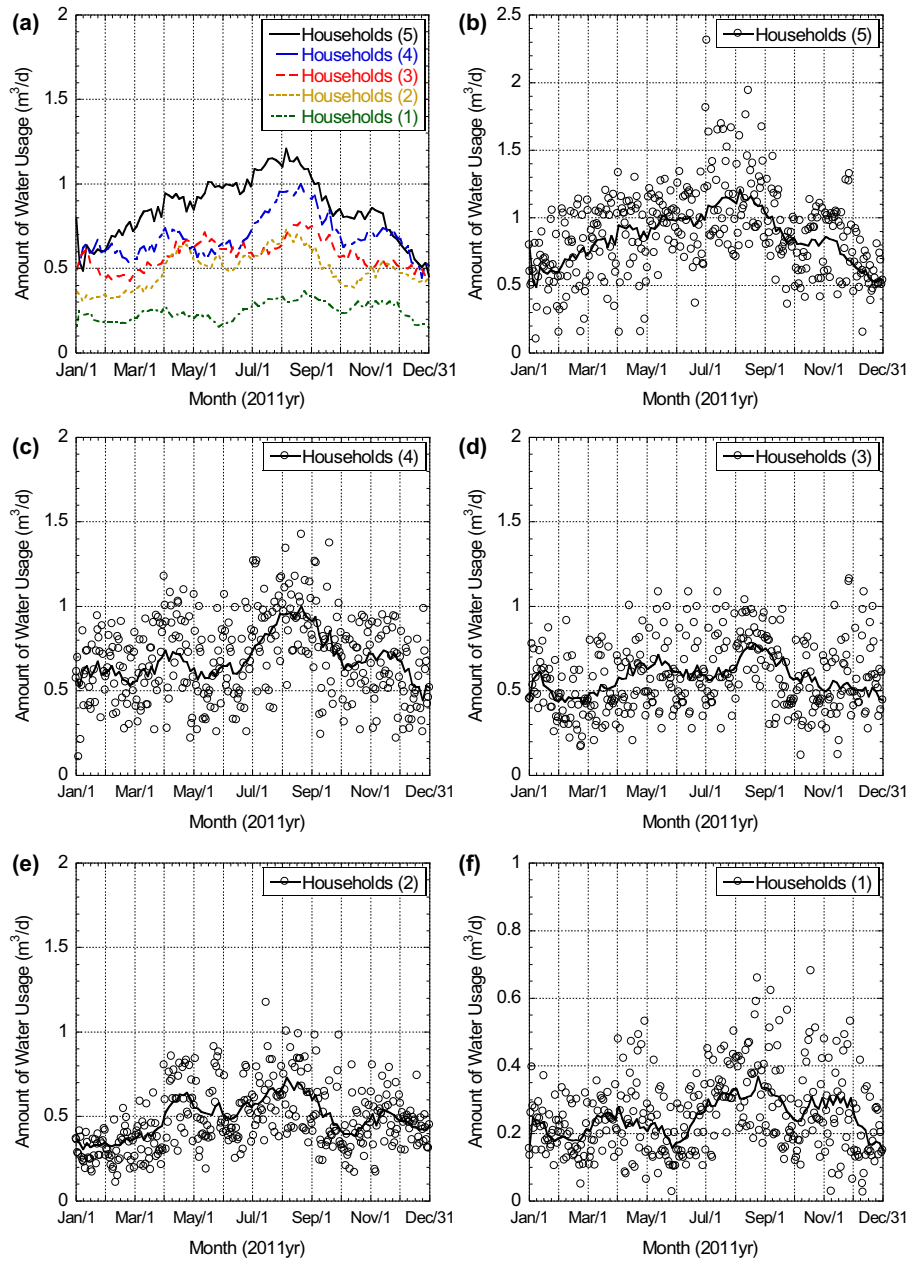 (a)
2
1.5
1
0.5
0
Amount of Water Usage (m³/d)
Households (5)
Households (4)
Households (3)
Households (2)
Households (1)
Jan/1 Mar/1 May/1 Jul/1 Sep/1 Nov/1 Dec/31
Month (2011yr)
(b)
2.5
2
1.5
1
0.5
0
Amount of Water Usage (m³/d)
Households (5)
Jan/1 Mar/1 May/1 Jul/1 Sep/1 Nov/1 Dec/31
Month (2011yr)
(c)
2
1.5
1
0.5
0
Amount of Water Usage (m³/d)
Households (4)
Jan/1 Mar/1 May/1 Jul/1 Sep/1 Nov/1 Dec/31
Month (2011yr)
(d)
2
1.5
1
0.5
0
Amount of Water Usage (m³/d)
Households (3)
Jan/1 Mar/1 May/1 Jul/1 Sep/1 Nov/1 Dec/31
Month (2011yr)
(e)
2
1.5
1
0.5
0
Amount of Water Usage (m³/d)
Households (2)
Jan/1 Mar/1 May/1 Jul/1 Sep/1 Nov/1 Dec/31
Month (2011yr)
(f)
1
0.8
0.6
0.4
0.2
0
Amount of Water Usage (m³/d)
Households (1)
Jan/1 Mar/1 May/1 Jul/1 Sep/1 Nov/1 Dec/31
Month (2011yr)